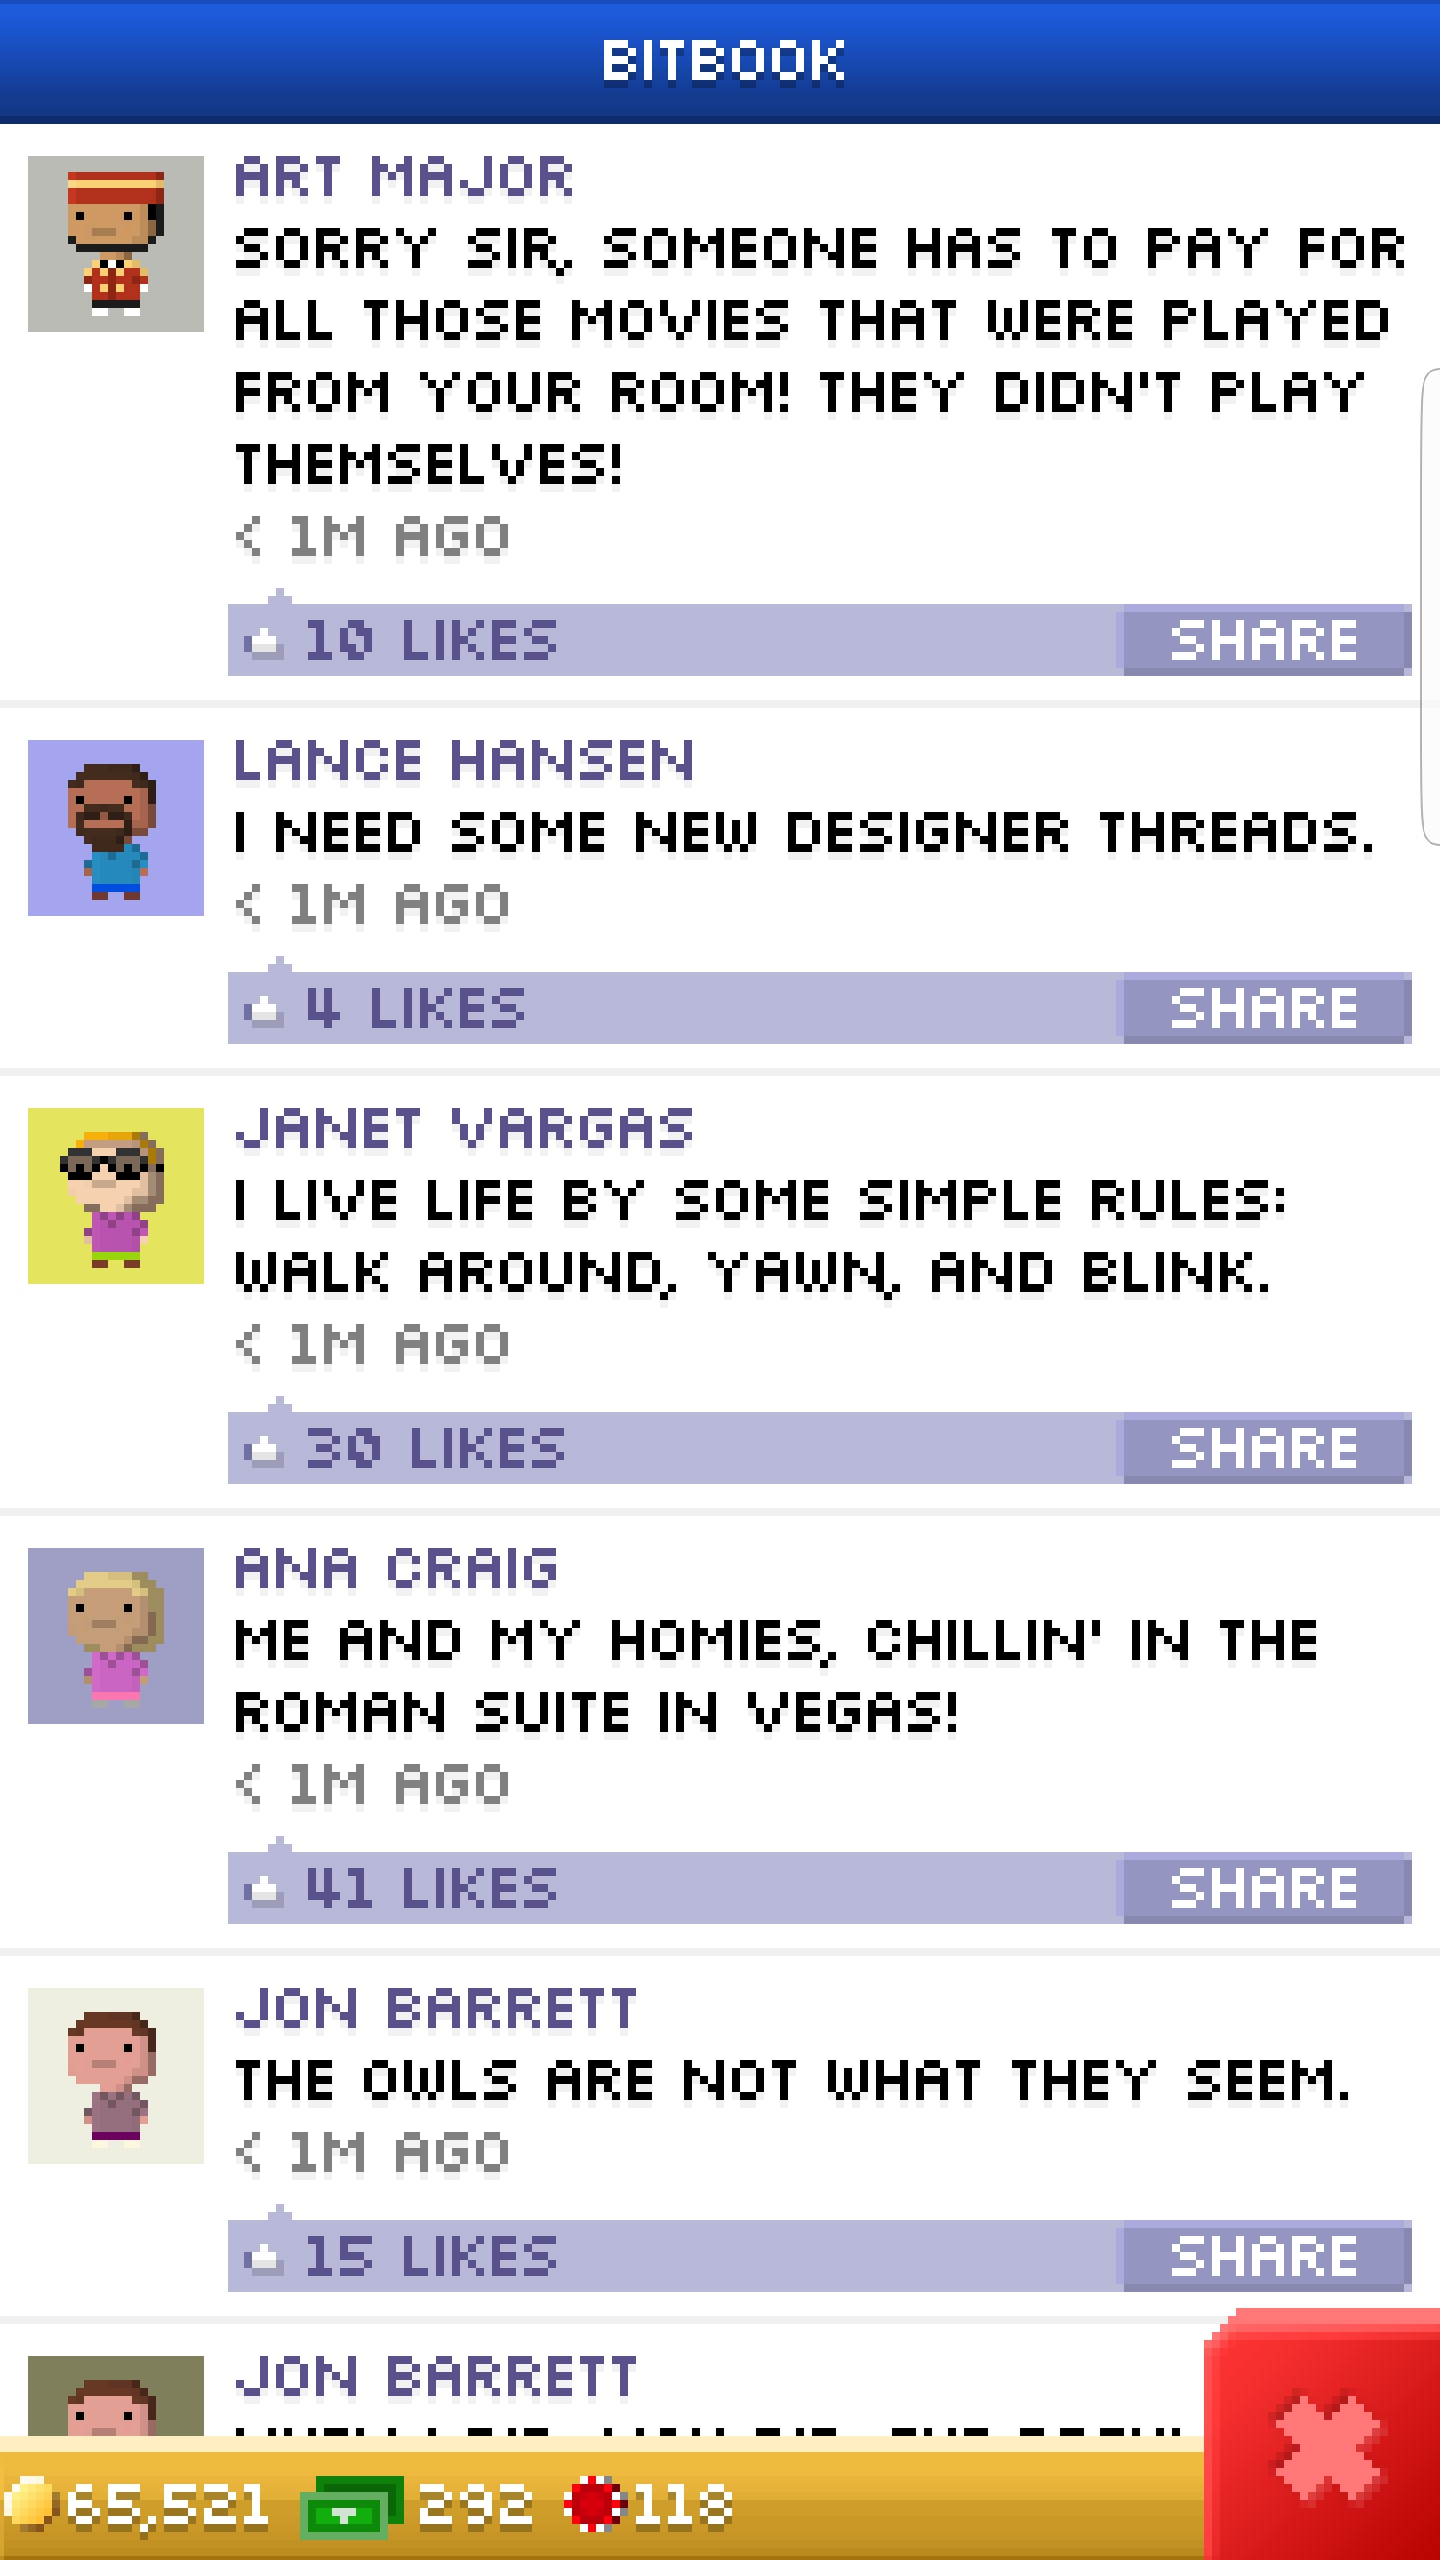 BITBOOK
ART MAJOR
SORRY SIR, SOMEONE HAS TO PAY FOR
ALL THOSE MOVIES THAT WERE PLAYED
FROM YOUR ROOM! THEY DIDN'T PLAY
THEMSELVES!
< 1M AGO
10 LIKES SHARE
LANCE HANSEN
I NEED SOME NEW DESIGNER THREADS.
< 1M AGO
4 LIKES SHARE
JANET VARGAS
I LIVE LIFE BY SOME SIMPLE RULES:
WALK AROUND, YAWN, AND BLINK.
< 1M AGO
30 LIKES SHARE
ANA CRAIG
ME AND MY HOMIES, CHILLIN' IN THE
ROMAN SUITE IN VEGAS!
< 1M AGO
41 LIKES SHARE
JON BARRETT
THE OWLS ARE NOT WHAT THEY SEEM.
< 1M AGO
15 LIKES SHARE
JON BARRETT
65,521 292 118